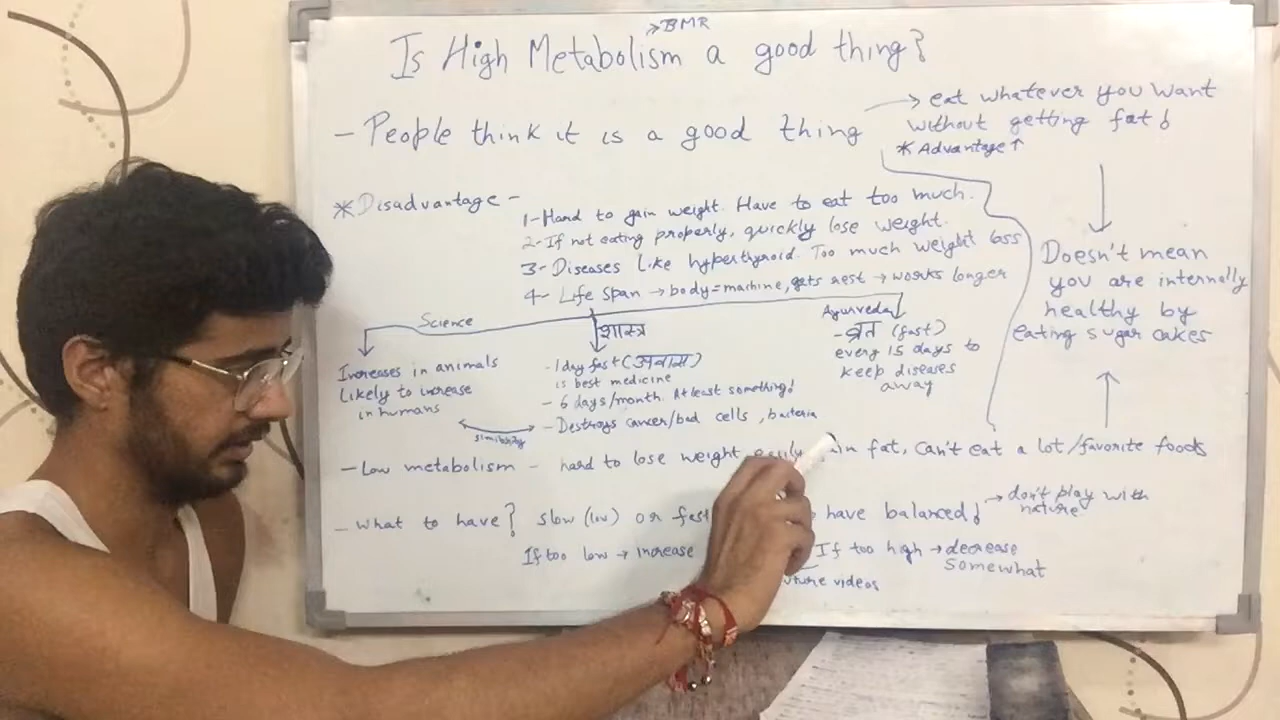 →BMR
Is High Metabolism a good thing?
- People think it is a good thing
→ eat whatever you want
without getting fat!
* Advantage ↑
* Disadvantage -
1- Hard to gain weight. Have to eat too much.
2- If not eating properly, quickly lose weight.
3- Diseases like hyperthyroid. Too much weight loss
4- Life span → body = machine, gets rest → works longer
Doesn't mean
you are internally
healthy by
eating sugar cakes
Science
Increases in animals
Likely to increase
in humans
similarity
शास्त्र
- 1 day fast (उपवास)
is best medicine
- 6 days/month. At least something!
- Destroys cancer/bad cells, bacteria
Ayurveda
- व्रत (fast)
every 15 days to
keep diseases
away
- Low metabolism - hard to lose weight, easily fat, can't eat a lot/favorite foods
- What to have? slow (low) or fast have balanced!
→ don't play with
nature
If too low → increase
If too high → decrease
somewhat
videos